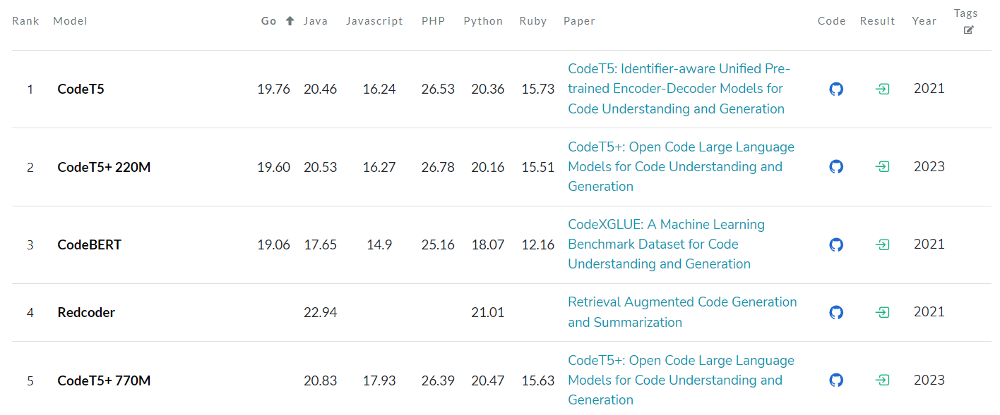 Rank Model Go Java Javascript PHP Python Ruby Paper Code Result Year Tags
1 CodeT5 19.76 20.46 16.24 26.53 20.36 15.73 CodeT5: Identifier-aware Unified Pre-
trained Encoder-Decoder Models for
Code Understanding and Generation 2021
2 CodeT5+ 220M 19.60 20.53 16.27 26.78 20.16 15.51 CodeT5+: Open Code Large Language
Models for Code Understanding and
Generation 2023
3 CodeBERT 19.06 17.65 14.9 25.16 18.07 12.16 CodeXGLUE: A Machine Learning
Benchmark Dataset for Code
Understanding and Generation 2021
4 Redcoder 22.94 21.01 Retrieval Augmented Code Generation
and Summarization 2021
5 CodeT5+ 770M 20.83 17.93 26.39 20.47 15.63 CodeT5+: Open Code Large Language
Models for Code Understanding and
Generation 2023